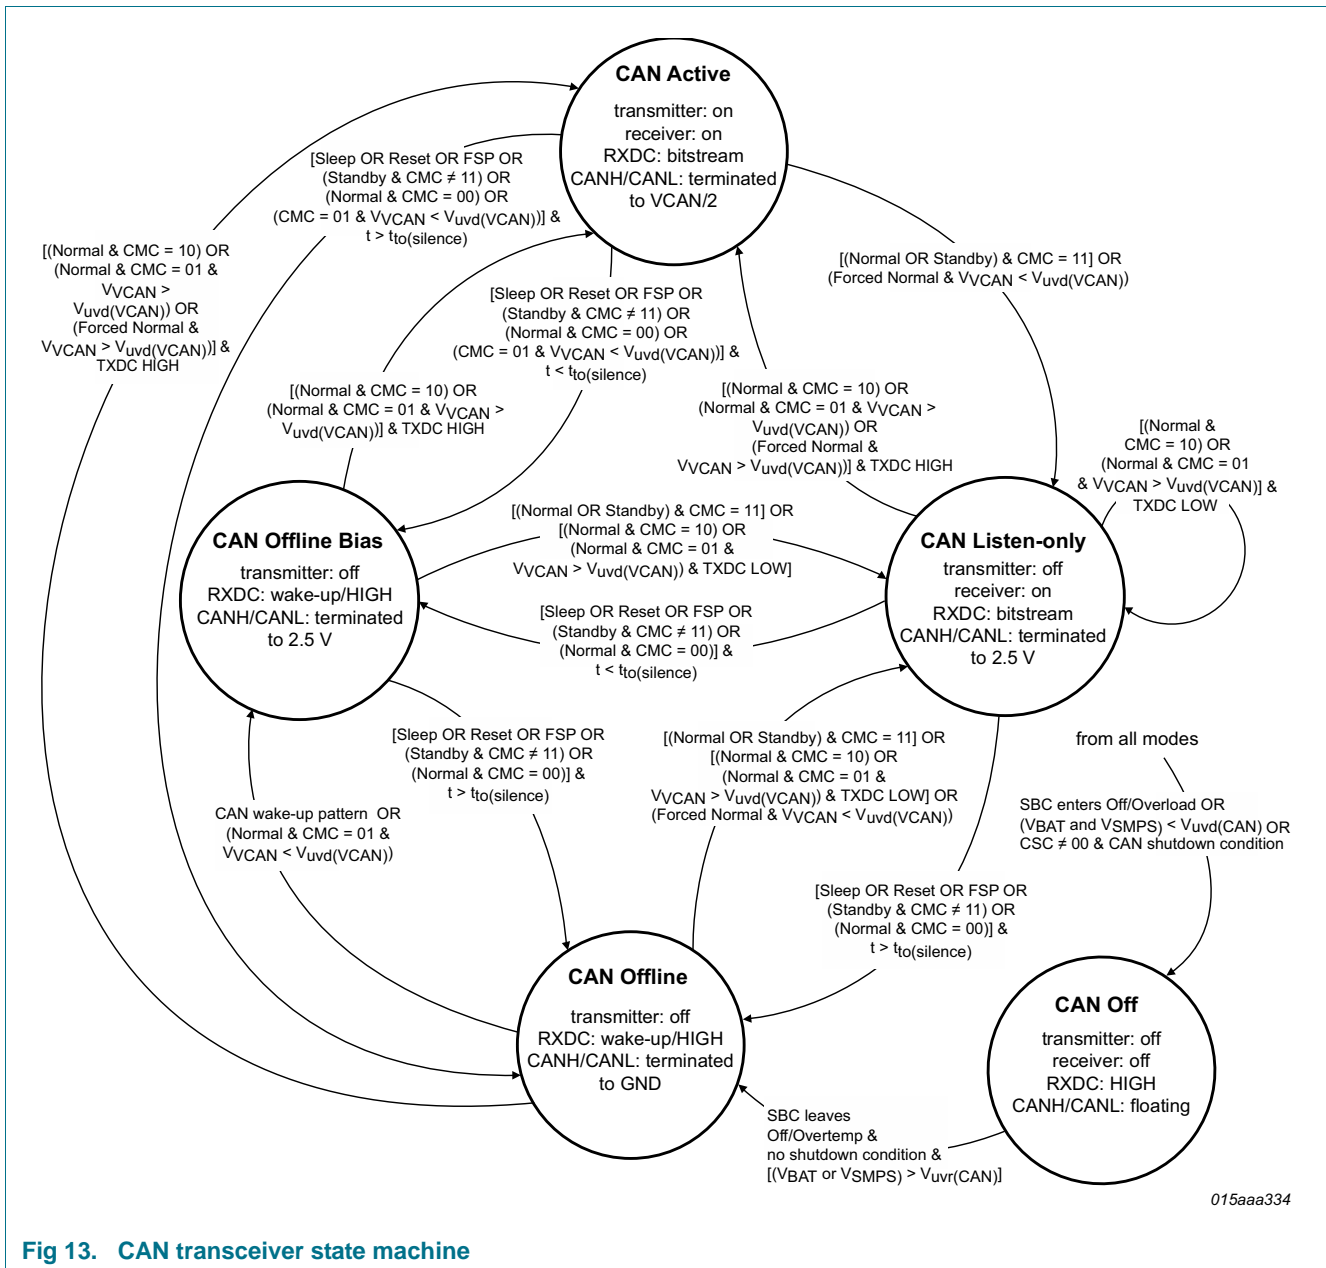 CAN Active
transmitter: on
receiver: on
RXDC: bitstream
CANH/CANL: terminated
to VCAN/2
[Sleep OR Reset OR FSP OR
(Standby & CMC ≠ 11) OR
(Normal & CMC = 00) OR
(CMC = 01 & VVCAN < Vuvd(VCAN))] &
t > tto(silence)
[(Normal & CMC = 10) OR
(Normal & CMC = 01 &
VVCAN >
Vuvd(VCAN)) OR
(Forced Normal &
VVCAN > Vuvd(VCAN))] &
TXDC HIGH
[(Normal OR Standby) & CMC = 11] OR
(Forced Normal & VVCAN < Vuvd(VCAN))
[Sleep OR Reset OR FSP OR
(Standby & CMC ≠ 11) OR
(Normal & CMC = 00) OR
(CMC = 01 & VVCAN < Vuvd(VCAN))] &
t < tto(silence)
[(Normal & CMC = 10) OR
(Normal & CMC = 01 & VVCAN >
Vuvd(VCAN))] & TXDC HIGH
[(Normal & CMC = 10) OR
(Normal & CMC = 01 & VVCAN >
Vuvd(VCAN)) OR
(Forced Normal &
VVCAN > Vuvd(VCAN))] & TXDC HIGH
[(Normal &
CMC = 10) OR
(Normal & CMC = 01
& VVCAN > Vuvd(VCAN)] &
TXDC LOW
CAN Offline Bias
transmitter: off
RXDC: wake-up/HIGH
CANH/CANL: terminated
to 2.5 V
[(Normal OR Standby) & CMC = 11] OR
[(Normal & CMC = 10) OR
(Normal & CMC = 01 &
VVCAN > Vuvd(VCAN)) & TXDC LOW]
CAN Listen-only
transmitter: off
receiver: on
RXDC: bitstream
CANH/CANL: terminated
to 2.5 V
[Sleep OR Reset OR FSP OR
(Standby & CMC ≠ 11) OR
(Normal & CMC = 00)] &
t < tto(silence)
[Sleep OR Reset OR FSP OR
(Standby & CMC ≠ 11) OR
(Normal & CMC = 00)] &
t > tto(silence)
[(Normal OR Standby) & CMC = 11] OR
[(Normal & CMC = 10) OR
(Normal & CMC = 01 &
VVCAN > Vuvd(VCAN)) & TXDC LOW] OR
(Forced Normal & VVCAN < Vuvd(VCAN))
from all modes
SBC enters Off/Overload OR
(VBAT and VSMPS) < Vuvd(CAN) OR
CSC ≠ 00 & CAN shutdown condition
CAN wake-up pattern OR
(Normal & CMC = 01 &
VVCAN < Vuvd(VCAN))
[Sleep OR Reset OR FSP OR
(Standby & CMC ≠ 11) OR
(Normal & CMC = 00)] &
t > tto(silence)
CAN Offline
transmitter: off
RXDC: wake-up/HIGH
CANH/CANL: terminated
to GND
CAN Off
transmitter: off
receiver: off
RXDC: HIGH
CANH/CANL: floating
SBC leaves
Off/Overtemp &
no shutdown condition &
[(VBAT or VSMPS) > Vuvr(CAN)]
015aaa334
Fig 13. CAN transceiver state machine